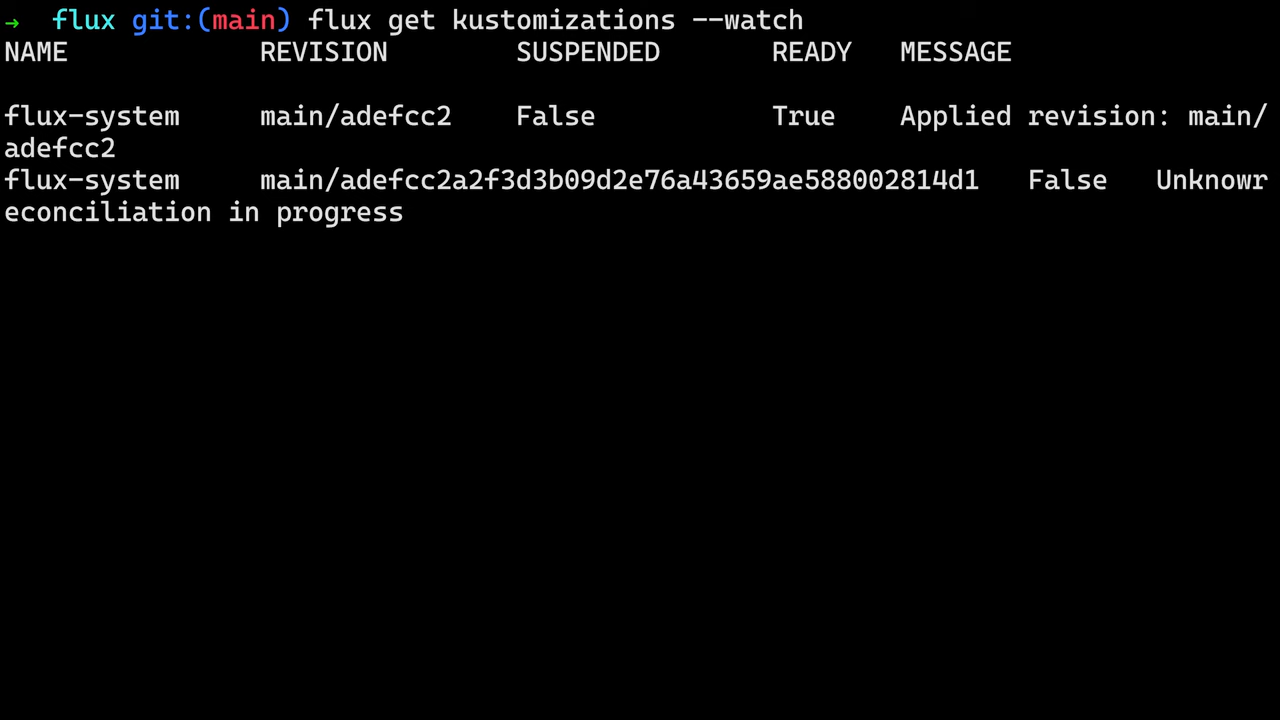 → flux git:(main) flux get kustomizations --watch
NAME REVISION SUSPENDED READY MESSAGE
flux-system main/adefcc2 False True Applied revision: main/
adefcc2
flux-system main/adefcc2a2f3d3b09d2e76a43659ae588002814d1 False Unknowr
econciliation in progress